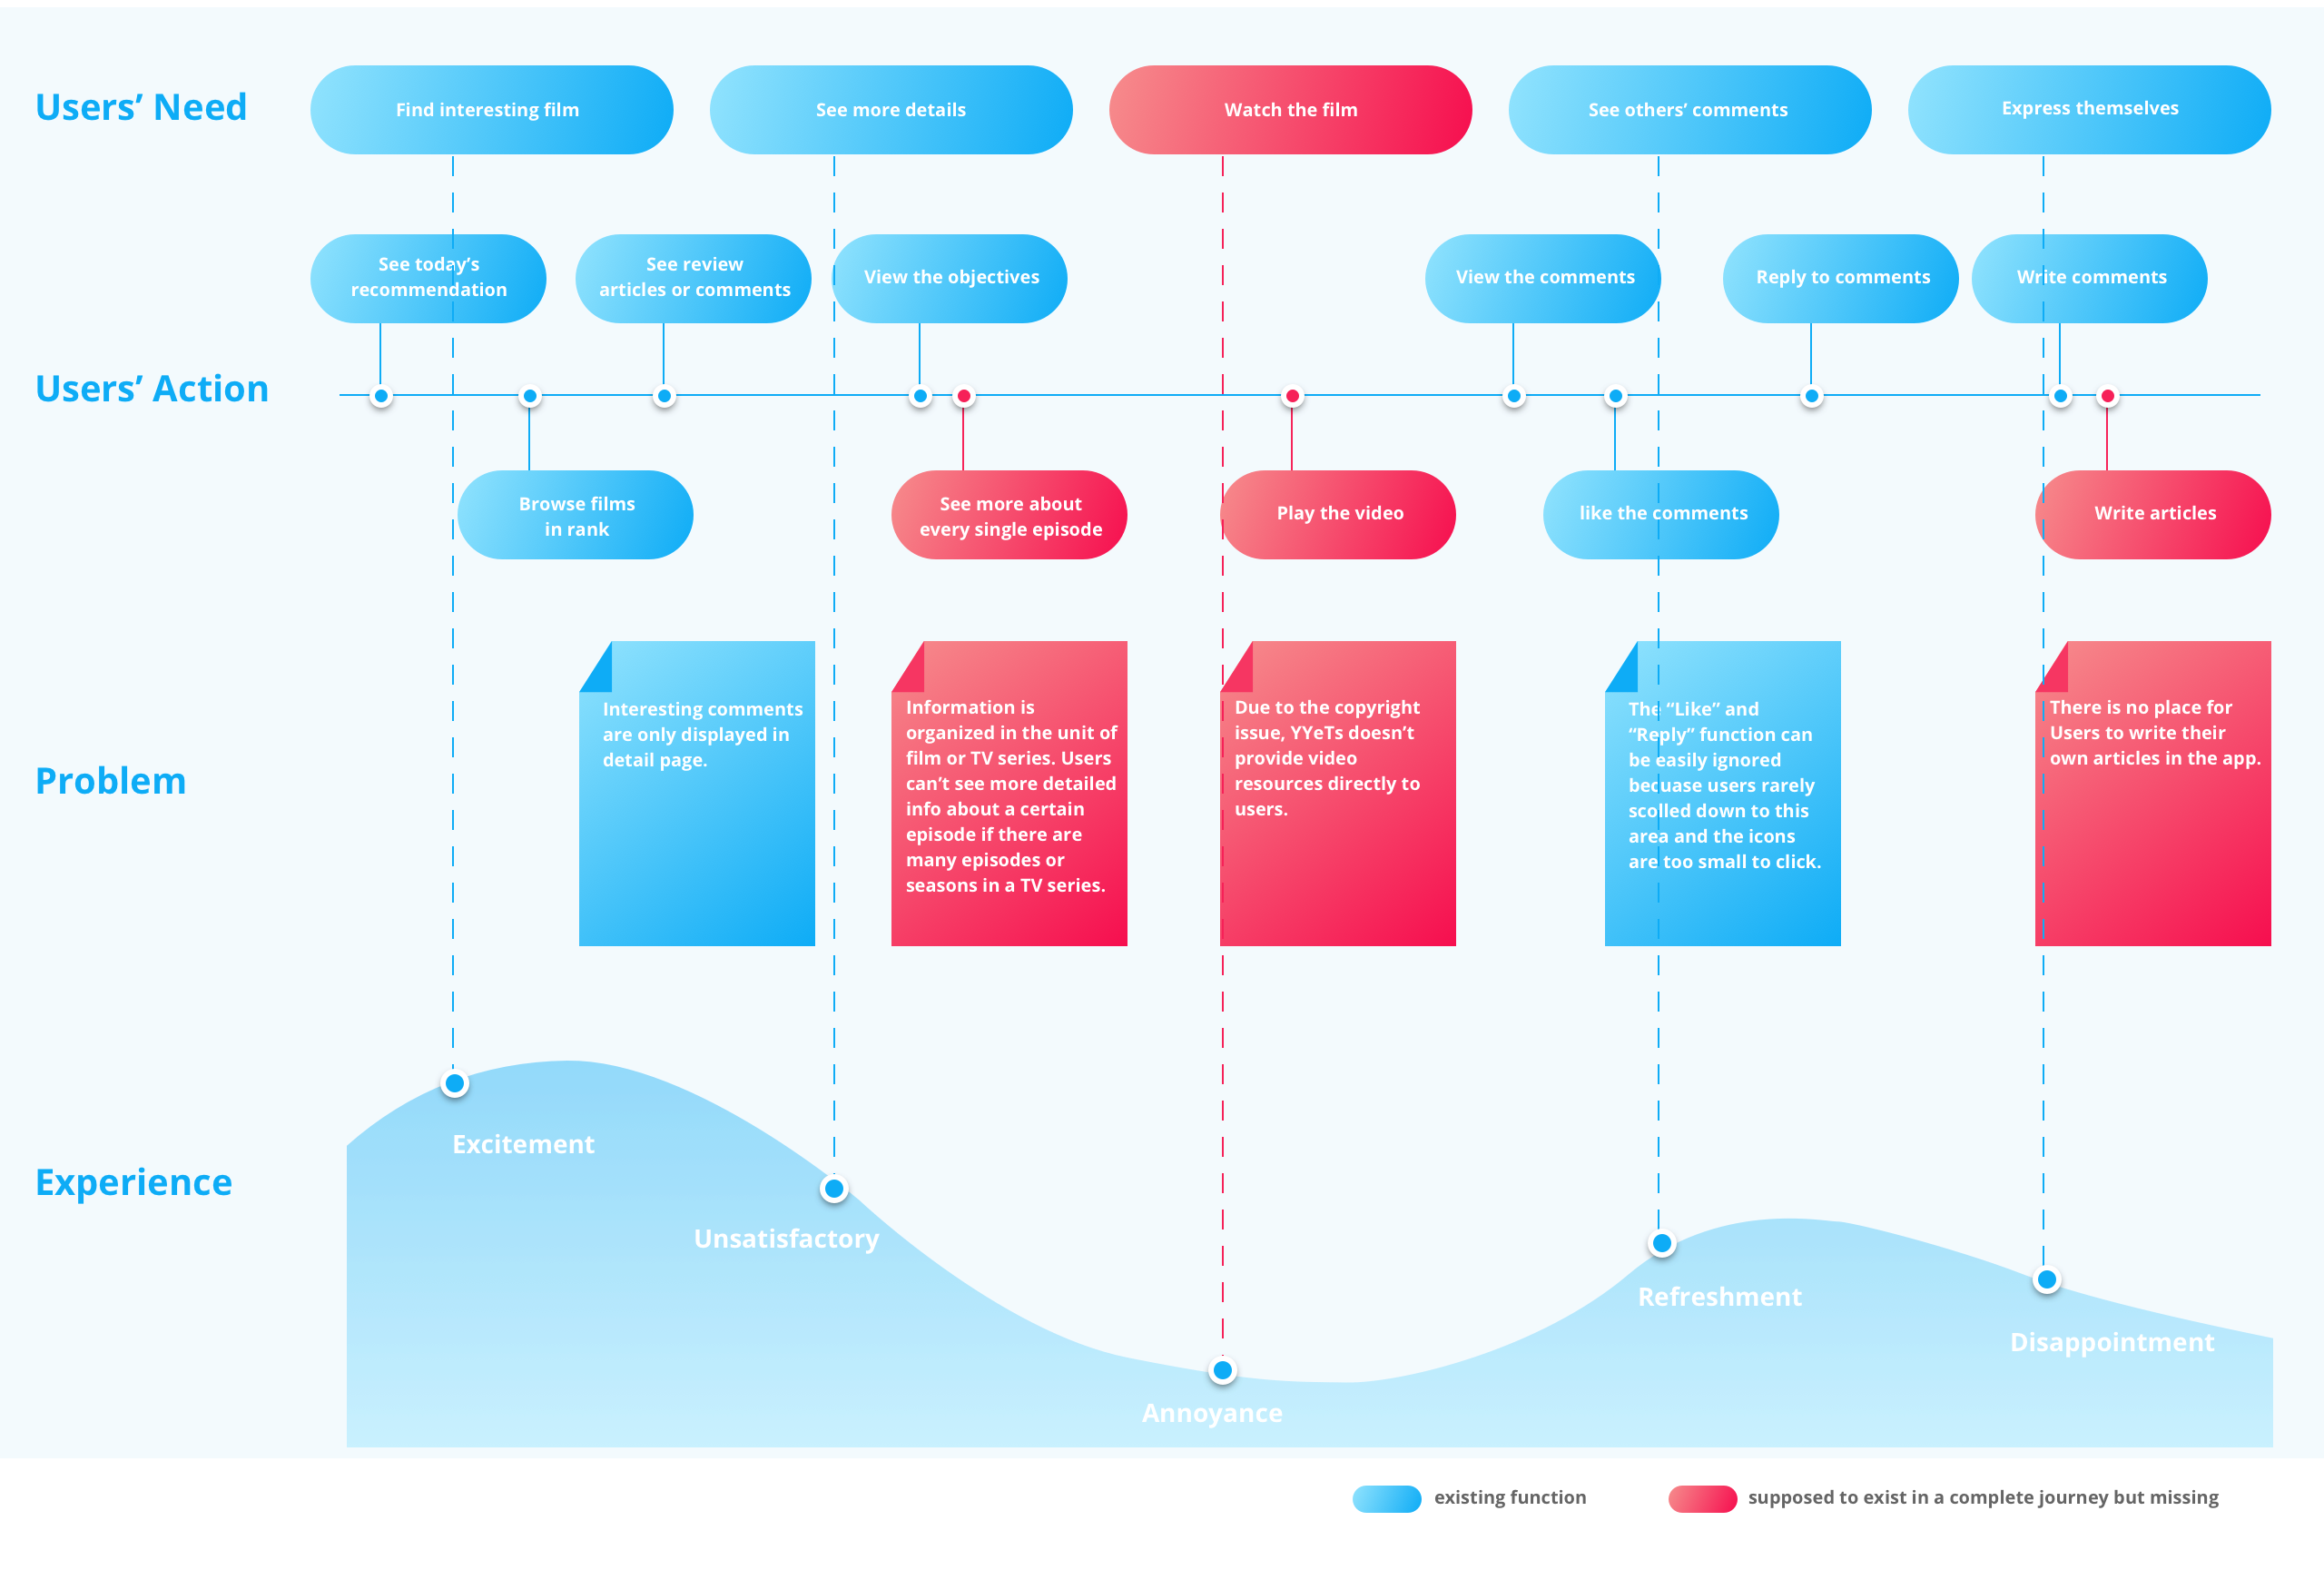 Users’ Need
Find interesting film
See more details
Watch the film
See others’ comments
Express themselves
See today’s
recommendation
See review
articles or comments
View the objectives
View the comments
Reply to comments
Write comments
Users’ Action
Browse films
in rank
See more about
every single episode
Play the video
like the comments
Write articles
Problem
Interesting comments
are only displayed in
detail page.
Information is
organized in the unit of
film or TV series. Users
can’t see more detailed
info about a certain
episode if there are
many episodes or
seasons in a TV series.
Due to the copyright
issue, YYeTs doesn’t
provide video
resources directly to
users.
The “Like” and
“Reply” function can
be easily ignored
becuase users rarely
scolled down to this
area and the icons
are too small to click.
There is no place for
Users to write their
own articles in the app.
Experience
Excitement
Unsatisfactory
Annoyance
Refreshment
Disappointment
existing function
supposed to exist in a complete journey but missing